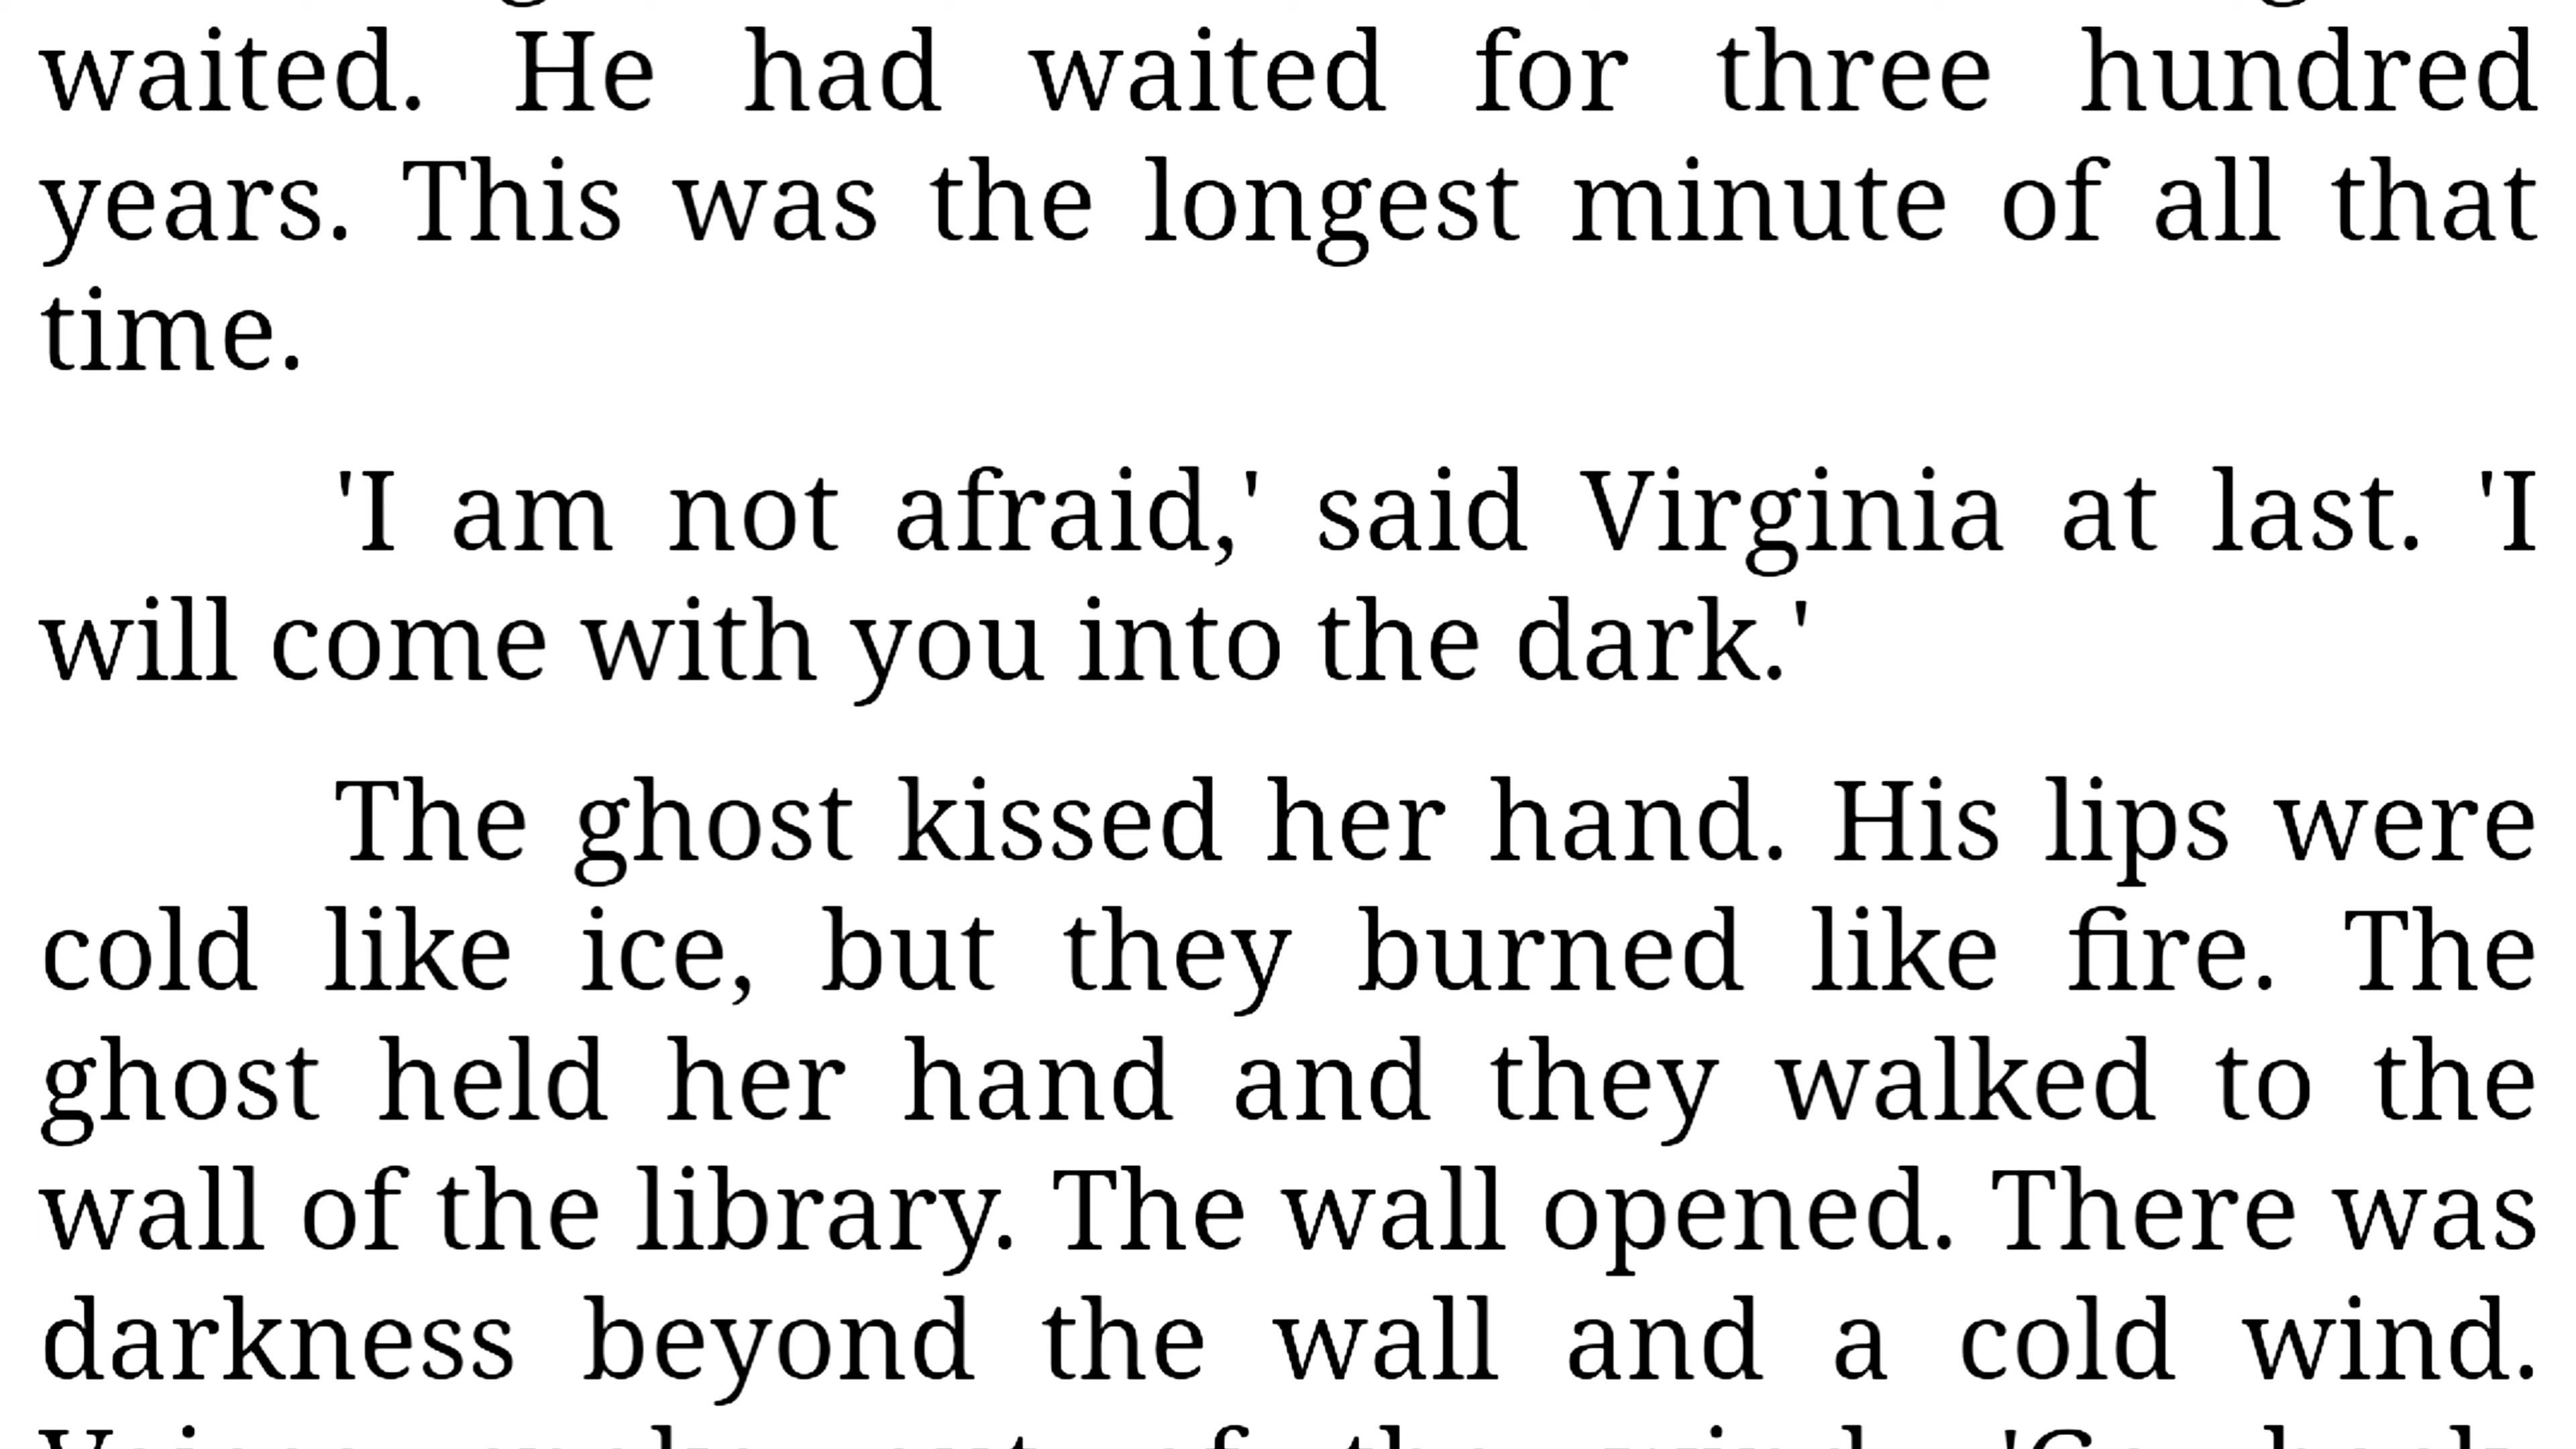 waited. He had waited for three hundred
years. This was the longest minute of all that
time.
'I am not afraid,' said Virginia at last. 'I
will come with you into the dark.'
The ghost kissed her hand. His lips were
cold like ice, but they burned like fire. The
ghost held her hand and they walked to the
wall of the library. The wall opened. There was
darkness beyond the wall and a cold wind.